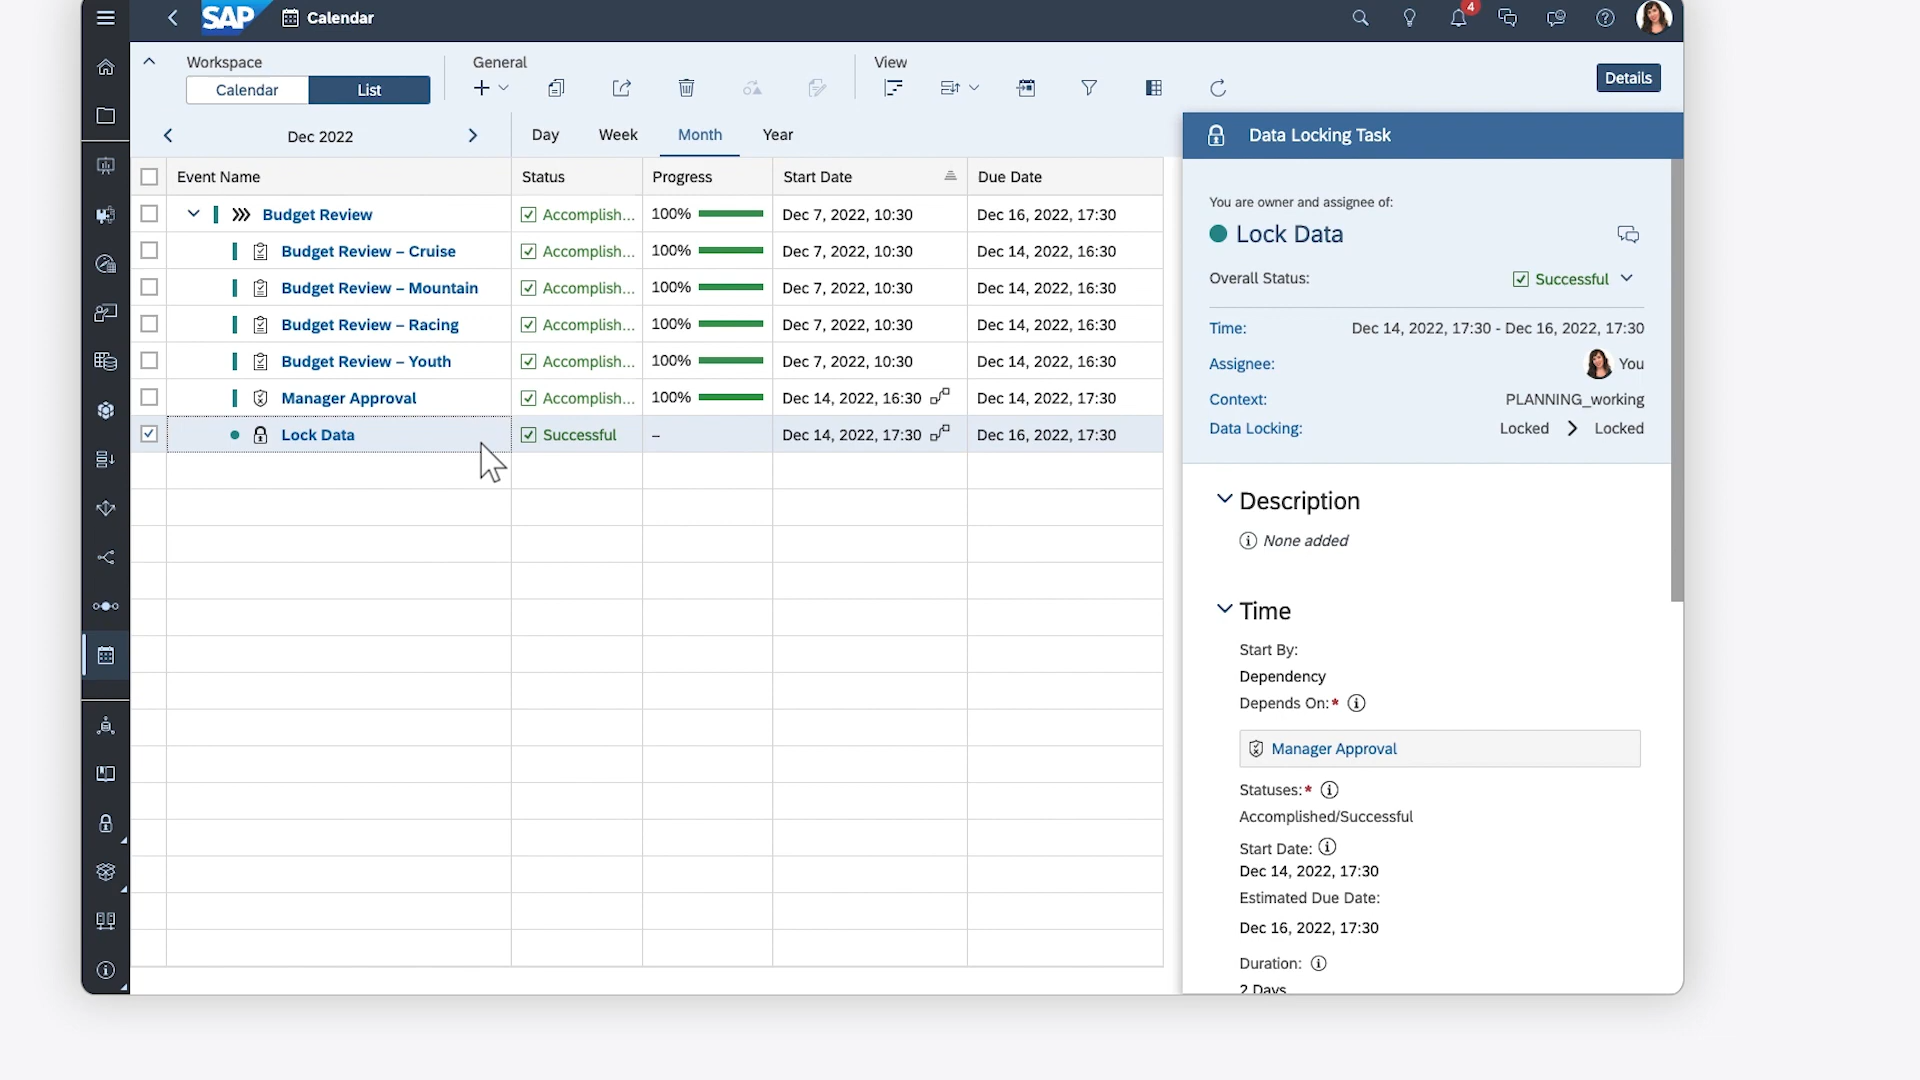 SAP Calendar
4
Workspace General View
Calendar List
Details
Dec 2022 Day Week Month Year
Event Name Status Progress Start Date Due Date
Budget Review Accomplish... 100% Dec 7, 2022, 10:30 Dec 16, 2022, 17:30
Budget Review – Cruise Accomplish... 100% Dec 7, 2022, 10:30 Dec 14, 2022, 16:30
Budget Review – Mountain Accomplish... 100% Dec 7, 2022, 10:30 Dec 14, 2022, 16:30
Budget Review – Racing Accomplish... 100% Dec 7, 2022, 10:30 Dec 14, 2022, 16:30
Budget Review – Youth Accomplish... 100% Dec 7, 2022, 10:30 Dec 14, 2022, 16:30
Manager Approval Accomplish... 100% Dec 14, 2022, 16:30 Dec 14, 2022, 17:30
Lock Data Successful – Dec 14, 2022, 17:30 Dec 16, 2022, 17:30
Data Locking Task
You are owner and assignee of:
Lock Data
Overall Status: Successful
Time: Dec 14, 2022, 17:30 - Dec 16, 2022, 17:30
Assignee: You
Context: PLANNING_working
Data Locking: Locked > Locked
Description
None added
Time
Start By:
Dependency
Depends On:*
Manager Approval
Statuses:*
Accomplished/Successful
Start Date:
Dec 14, 2022, 17:30
Estimated Due Date:
Dec 16, 2022, 17:30
Duration:
2 Days